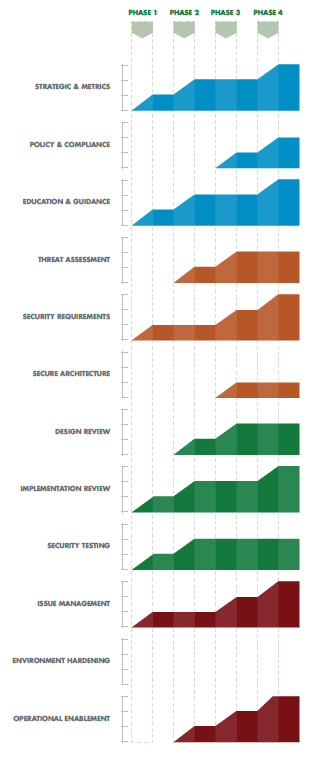 PHASE 1 PHASE 2 PHASE 3 PHASE 4
STRATEGIC & METRICS
POLICY & COMPLIANCE
EDUCATION & GUIDANCE
THREAT ASSESSMENT
SECURITY REQUIREMENTS
SECURE ARCHITECTURE
DESIGN REVIEW
IMPLEMENTATION REVIEW
SECURITY TESTING
ISSUE MANAGEMENT
ENVIRONMENT HARDENING
OPERATIONAL ENABLEMENT